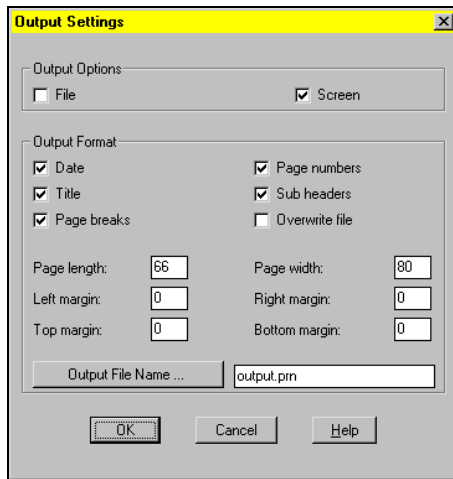 Output Settings
Output Options
File Screen
Output Format
Date Page numbers
Title Sub headers
Page breaks Overwrite file
Page length: 66 Page width: 80
Left margin: 0 Right margin: 0
Top margin: 0 Bottom margin: 0
Output File Name ... output.prn
OK Cancel Help